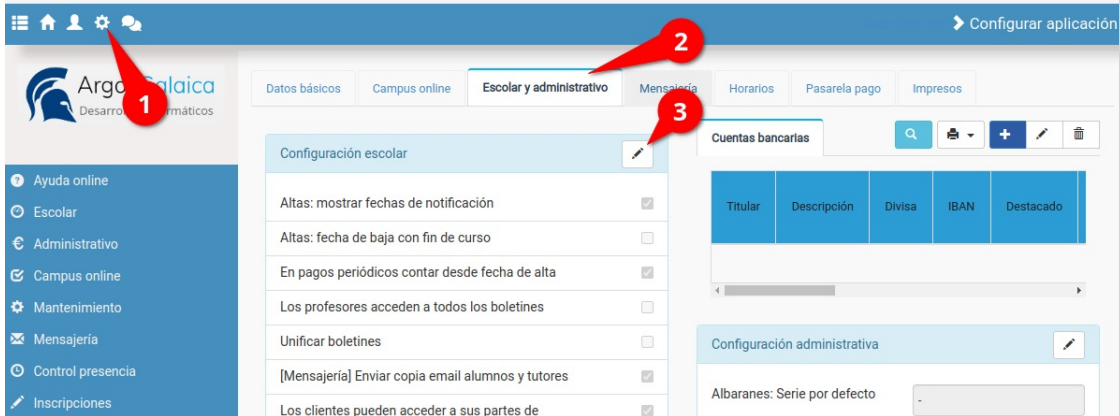 Configurar aplicación
1
2
3
Datos básicos
Campus online
Escolar y administrativo
Mensajería
Horarios
Pasarela pago
Impresos
Ayuda online
Escolar
Administrativo
Campus online
Mantenimiento
Mensajería
Control presencia
Inscripciones
Configuración escolar
Altas: mostrar fechas de notificación
Altas: fecha de baja con fin de curso
En pagos periódicos contar desde fecha de alta
Los profesores acceden a todos los boletines
Unificar boletines
[Mensajería] Enviar copia email alumnos y tutores
Los clientes pueden acceder a sus partes de
Cuentas bancarias
Titular
Descripción
Divisa
IBAN
Destacado
Configuración administrativa
Albaranes: Serie por defecto
-